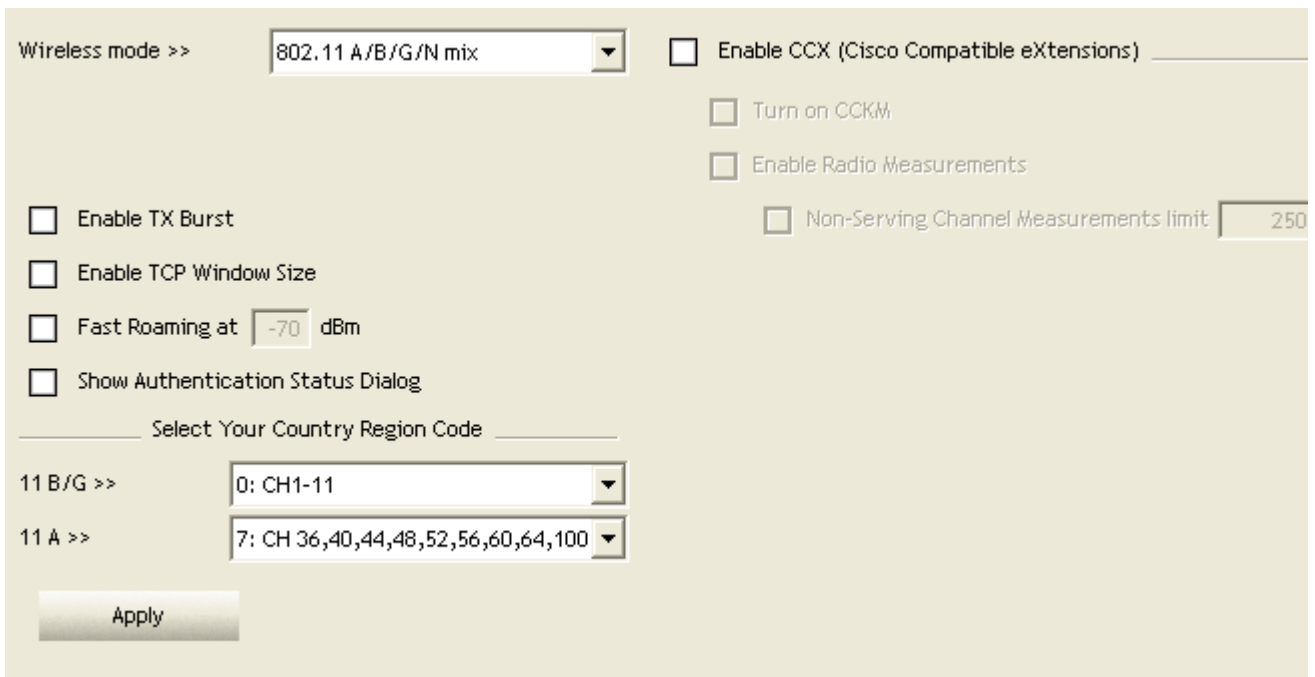 Wireless mode >>
802.11 A/B/G/N mix
Enable CCX (Cisco Compatible eXtensions)
Turn on CCKM
Enable Radio Measurements
Non-Serving Channel Measurements limit 250
Enable TX Burst
Enable TCP Window Size
Fast Roaming at -70 dBm
Show Authentication Status Dialog
Select Your Country Region Code
11 B/G >>
0: CH1-11
11 A >>
7: CH 36,40,44,48,52,56,60,64,100
Apply